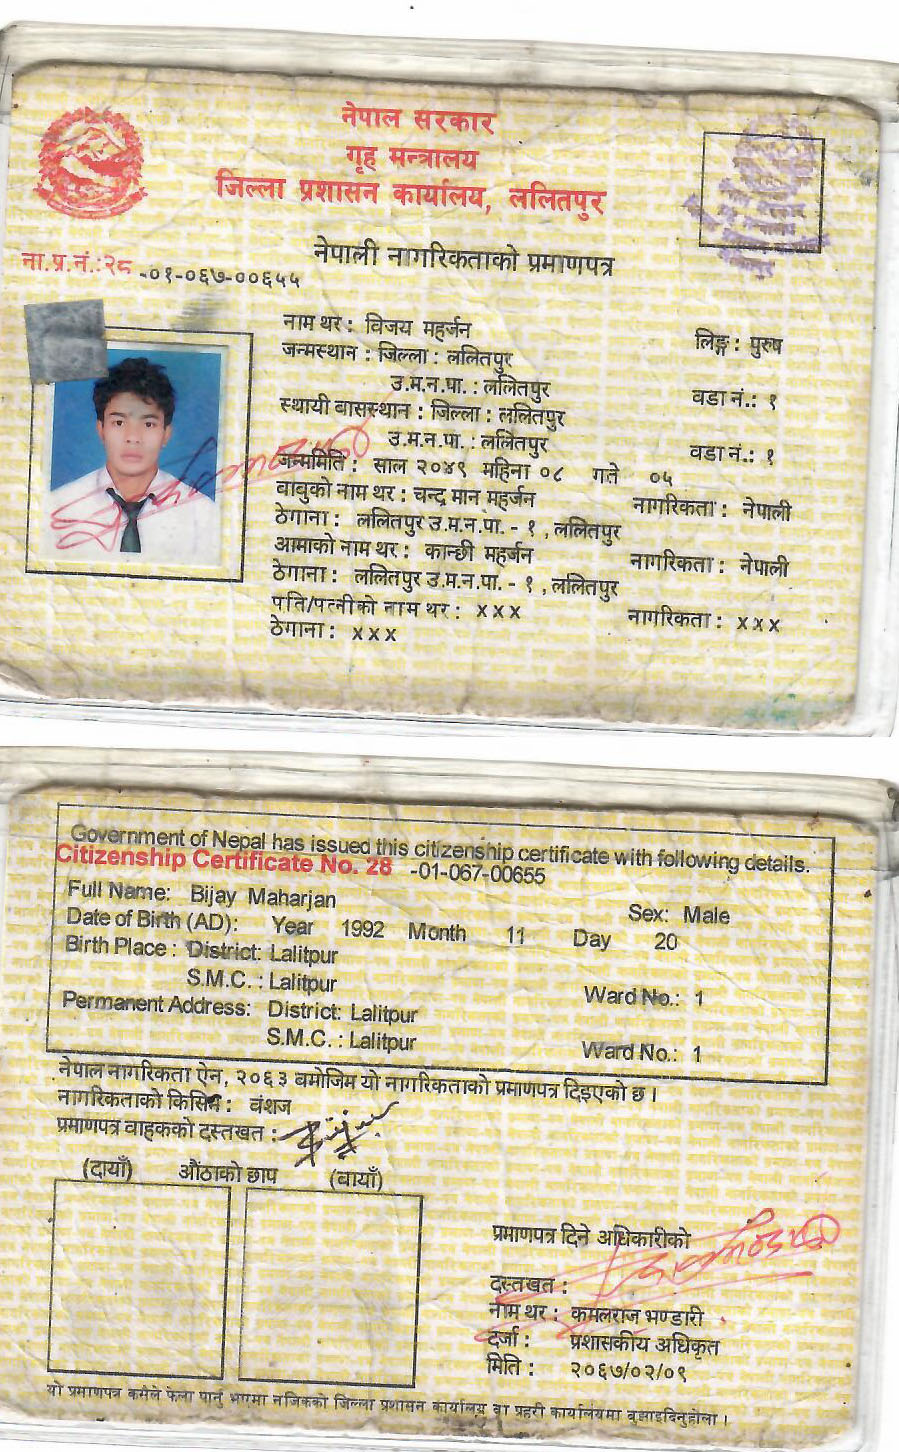 नेपाल सरकार
गृह मन्त्रालय
जिल्ला प्रशासन कार्यालय, ललितपुर
नेपाली नागरिकताको प्रमाणपत्र
ना.प्र.नं.:२८ -०१-०६७-००६५५
नाम थर : विजय महर्जन लिङ्ग : पुरुष
जन्मस्थान : जिल्ला : ललितपुर
उ.म.न.पा. : ललितपुर वडा नं.: १
स्थायी बासस्थान : जिल्ला : ललितपुर
उ.म.न.पा. : ललितपुर वडा नं.: १
जन्ममिति : साल २०४९ महिना ०८ गते ०५
बाबुको नाम थर : चन्द्र मान महर्जन नागरिकता : नेपाली
ठेगाना : ललितपुर उ.म.न.पा. - १ , ललितपुर
आमाको नाम थर : कान्छी महर्जन नागरिकता : नेपाली
ठेगाना : ललितपुर उ.म.न.पा. - १ , ललितपुर
पति/पत्नीको नाम थर : xxx नागरिकता : xxx
ठेगाना : xxx
Government of Nepal has issued this citizenship certificate with following details.
Citizenship Certificate No. 28 -01-067-00655
Full Name: Bijay Maharjan Sex: Male
Date of Birth (AD): Year 1992 Month 11 Day 20
Birth Place : District: Lalitpur
S.M.C. : Lalitpur Ward No.: 1
Permanent Address: District: Lalitpur
S.M.C. : Lalitpur Ward No.: 1
नेपाल नागरिकता ऐन, २०६३ बमोजिम यो नागरिकताको प्रमाणपत्र दिइएको छ।
नागरिकताको किसिम : वंशज
प्रमाणपत्र वाहकको दस्तखत :
(दायाँ) औंठाको छाप (बायाँ)
प्रमाणपत्र दिने अधिकारीको
दस्तखत :
नाम थर : कमलराज भण्डारी
दर्जा : प्रशासकीय अधिकृत
मिति : २०६७/०२/०९
यो प्रमाणपत्र कसैले फेला पार्नु भएमा नजिकको जिल्ला प्रशासन कार्यालय वा प्रहरी कार्यालयमा बुझाइदिनुहोला।